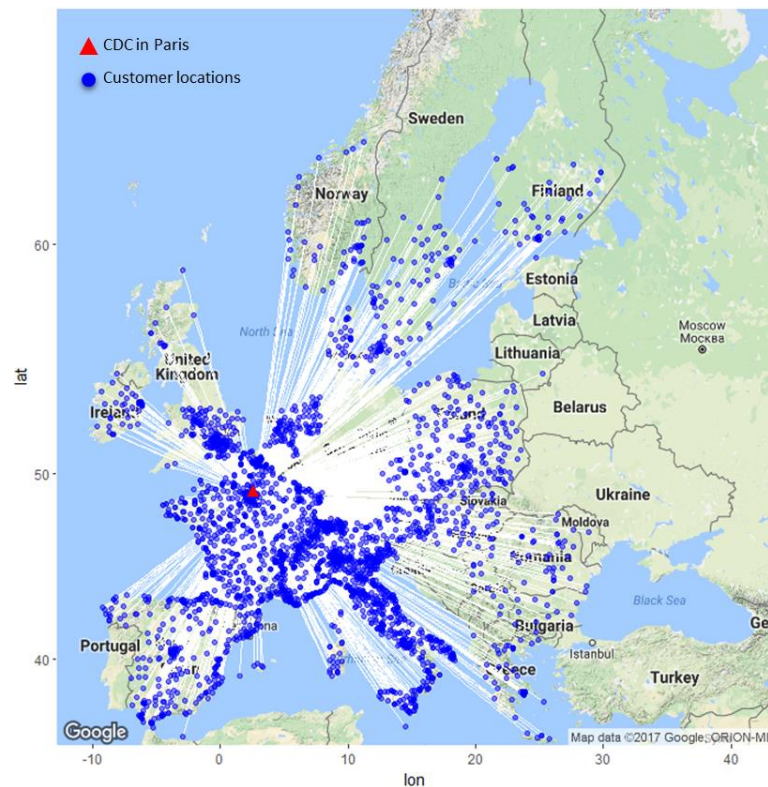 CDC in Paris
Customer locations
Sweden
Norway
Finland
60
Estonia
Latvia
North Sea
Moscow
Москва
Lithuania
United
Kingdom
Belarus
lat
50
Slovakia
Ukraine
Moldova
Black Sea
Portugal
Bulgaria
Istanbul
40
Turkey
Google
Map data ©2017 Google, ORION-ME
-10
0
10
20
30
40
lon